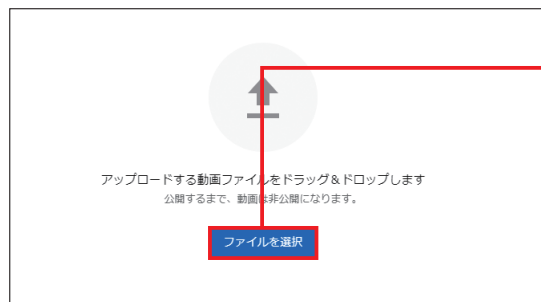 アップロードする動画ファイルをドラッグ&ドロップします
公開するまで、動画は非公開になります。
ファイルを選択